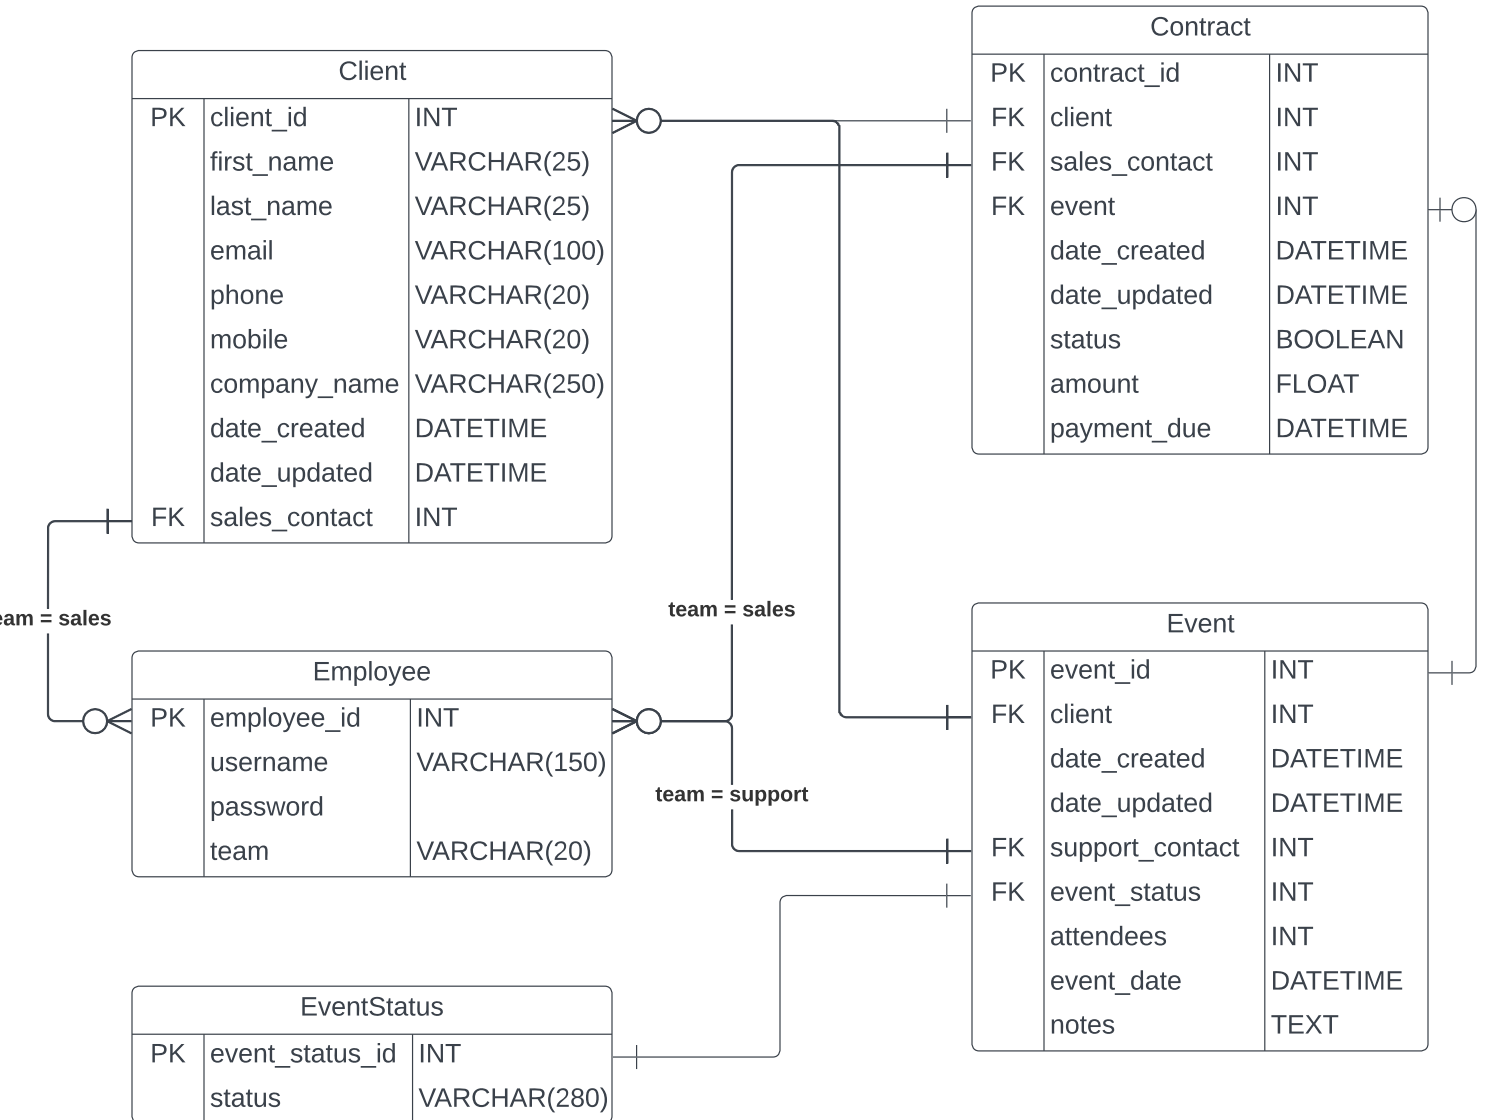 Client
PK client_id INT
first_name VARCHAR(25)
last_name VARCHAR(25)
email VARCHAR(100)
phone VARCHAR(20)
mobile VARCHAR(20)
company_name VARCHAR(250)
date_created DATETIME
date_updated DATETIME
FK sales_contact INT
Contract
PK contract_id INT
FK client INT
FK sales_contact INT
FK event INT
date_created DATETIME
date_updated DATETIME
status BOOLEAN
amount FLOAT
payment_due DATETIME
eam = sales
team = sales
team = support
Employee
PK employee_id INT
username VARCHAR(150)
password
team VARCHAR(20)
Event
PK event_id INT
FK client INT
date_created DATETIME
date_updated DATETIME
FK support_contact INT
FK event_status INT
attendees INT
event_date DATETIME
notes TEXT
EventStatus
PK event_status_id INT
status VARCHAR(280)